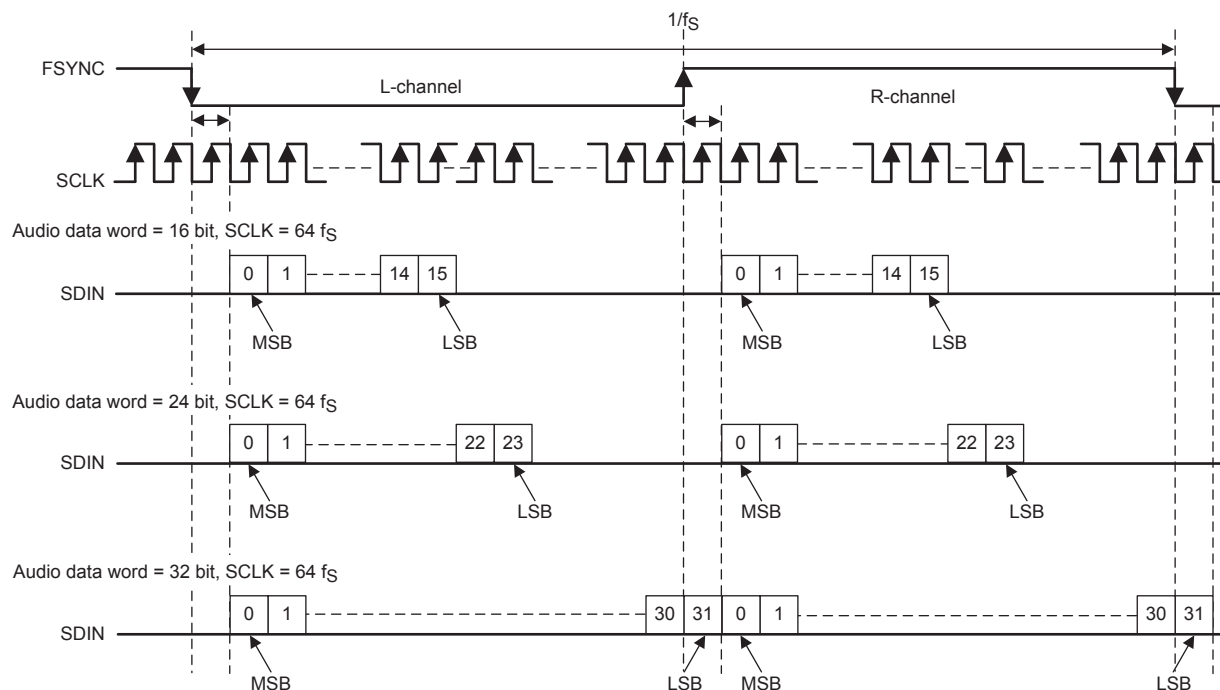 1/fS
FSYNC
L-channel
R-channel
SCLK
Audio data word = 16 bit, SCLK = 64 fS
SDIN
0 1 14 15 0 1 14 15
MSB LSB MSB LSB
Audio data word = 24 bit, SCLK = 64 fS
SDIN
0 1 22 23 0 1 22 23
MSB LSB MSB LSB
Audio data word = 32 bit, SCLK = 64 fS
SDIN
0 1 30 31 0 1 30 31
MSB LSB MSB LSB